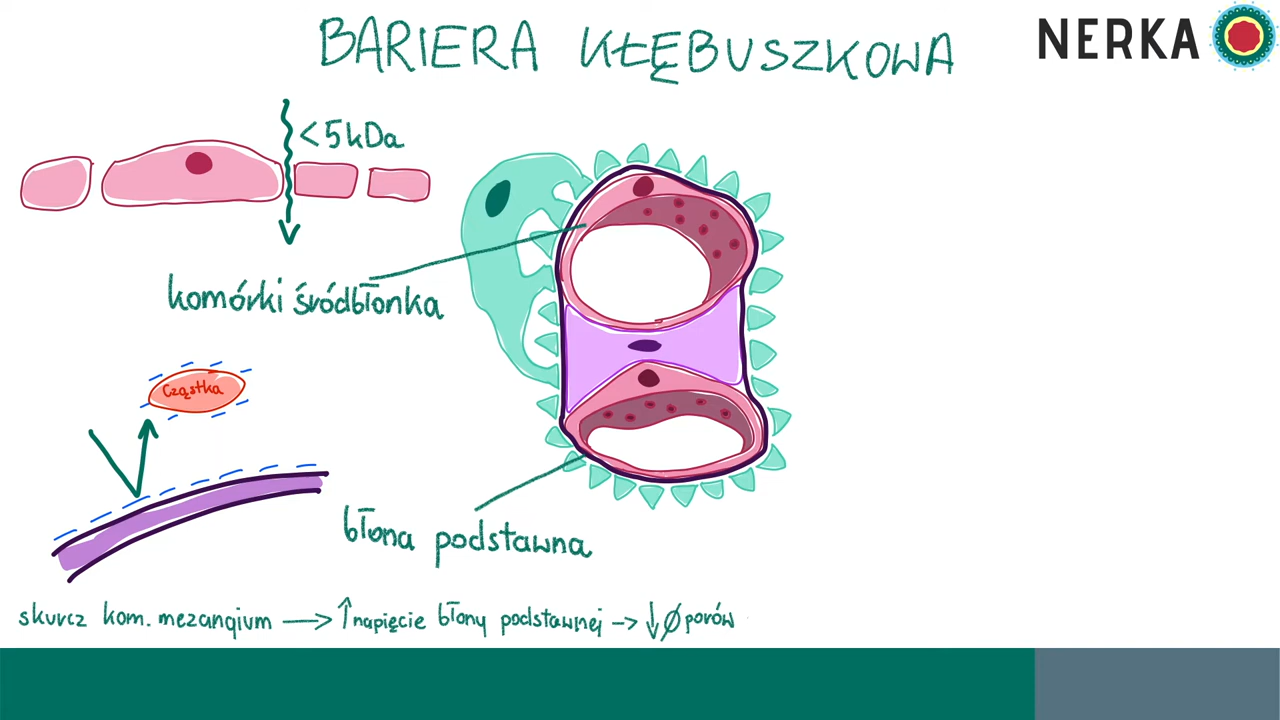 BARIERA KŁĘBUSZKOWA
NERKA
<5kDa
komórki śródbłonka
Cząstka
błona podstawna
skurcz kom. mezangium → ↑napięcie błony podstawnej → ↓ Ø porów